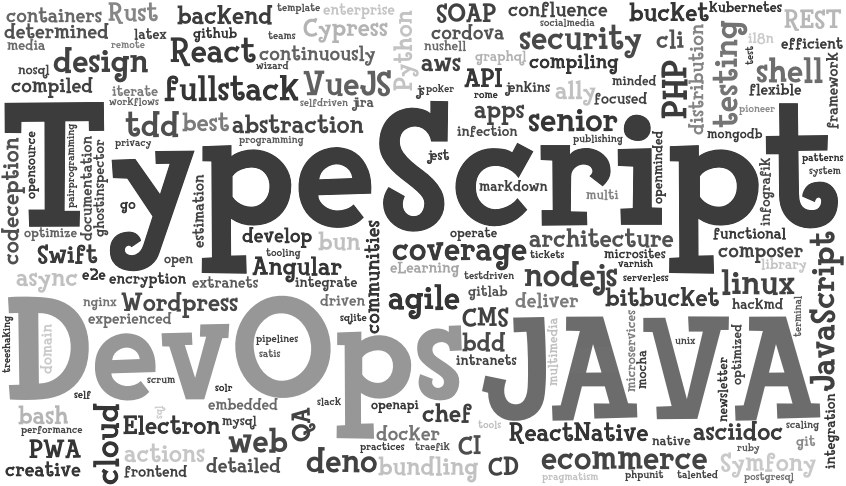 containers Rust backend template enterprise SOAP confluence bucket Kubernetes
determined latex github teams Cypress Python cordova socialmedia security cli REST
media remote React continuously nushell graphql testing il8n test efficient
nosql design wizard aws API compiling PHP distribution shell framework
compiled iterate fullstack VueJS js poker jenkins ally minded flexible
workflows selfdriven jra rome apps focused pioneer
TypeScript
tdd best abstraction infection senior mongodb
privacy programming publishing
codeception opensource pairprogramming documentation ghostinspector
go estimation jest markdown multi openminded infografik patterns
system
optimize develop bun communities operate architecture functional
Swift open tooling coverage tickets microsites composer
async e2e encryption Angular eLearning testdriven nodejs varnish serverless library
extranets integrate gitlab linux JavaScript
nginx Wordpress driven agile deliver bitbucket hackmd
experienced sqlite CMS terminal
DevOps JAVA
treeshaking domain pipelines bdd multimedia microservices mocha unix optimized
satis intranets newsletter
self scrum solr slack
bash cloud sql embedded openapi chef tools scaling
performance Electron mysql QA docker ReactNative asciidoc integration
PWA actions web practices traefik CI native ruby git
creative frontend detailed deno bundling CD ecommerce Symfony
pragmatism phpunit talented postgresql